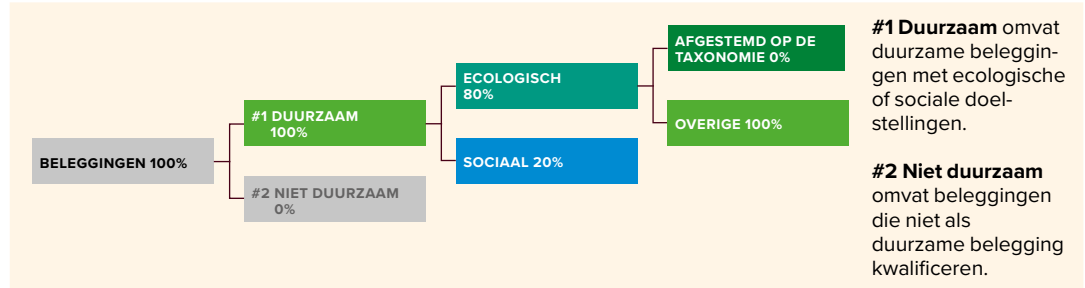 BELEGGINGEN 100%
#1 DUURZAAM
100%
#2 NIET DUURZAAM
0%
ECOLOGISCH
80%
SOCIAAL 20%
AFGESTEMD OP DE
TAXONOMIE 0%
OVERIGE 100%
#1 Duurzaam omvat
duurzame beleggin-
gen met ecologische
of sociale doel-
stellingen.
#2 Niet duurzaam
omvat beleggingen
die niet als
duurzame belegging
kwalificeren.